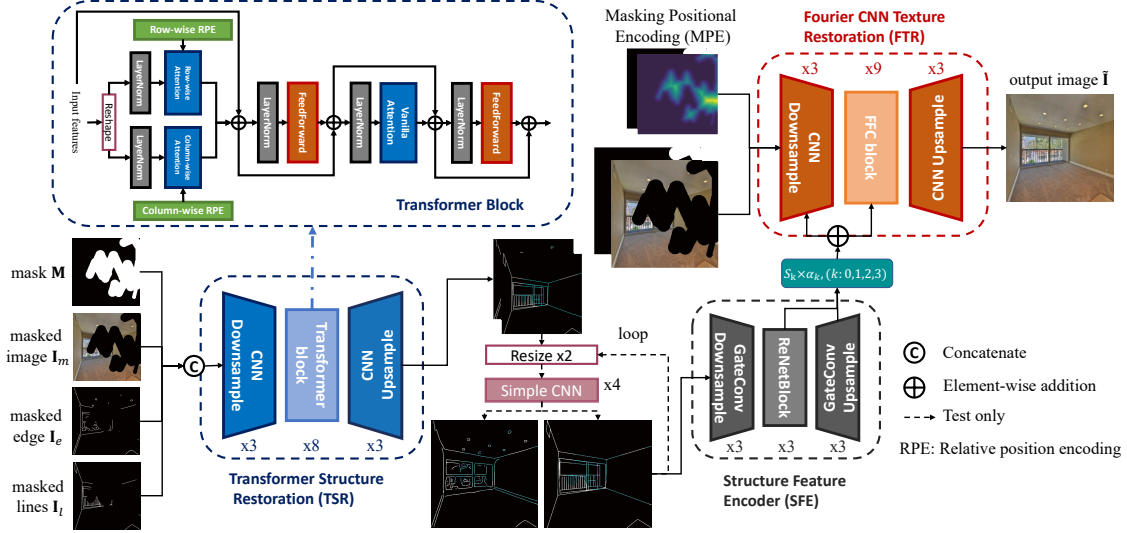 Row-wise RPE
LayerNorm
Row-wise
Attention
Input features
Reshape
LayerNorm
Column-wise
Attention
Column-wise RPE
LayerNorm
FeedForward
LayerNorm
Vanilla
Attention
LayerNorm
FeedForward
Transformer Block
Masking Positional
Encoding (MPE)
Fourier CNN Texture
Restoration (FTR)
x3
x9
x3
CNN
Downsample
FFC block
CNN Upsample
output image Ĩ
mask M
masked
image Iₘ
masked
edge Iₑ
masked
lines Iₗ
C
CNN
Downsample
Transformer
block
CNN
Upsample
x3
x8
x3
Transformer Structure
Restoration (TSR)
loop
Resize x2
Simple CNN
x4
Sₖ×αₖ, (k: 0,1,2,3)
GateConv
Downsample
ReNetBlock
GateConv
Upsample
x3
x3
x3
Structure Feature
Encoder (SFE)
C Concatenate
Element-wise addition
Test only
RPE: Relative position encoding